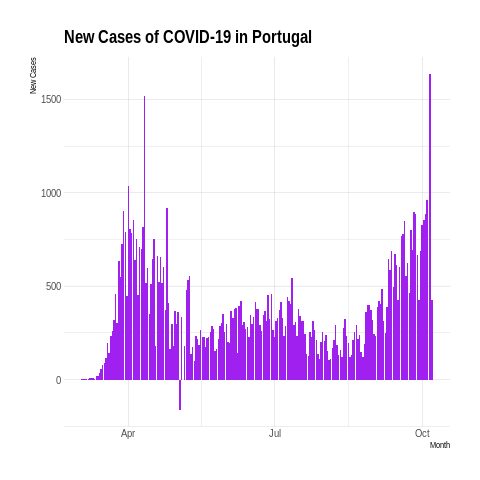 New Cases of COVID-19 in Portugal
New Cases
1500
1000
500
0
Apr
Jul
Oct
Month